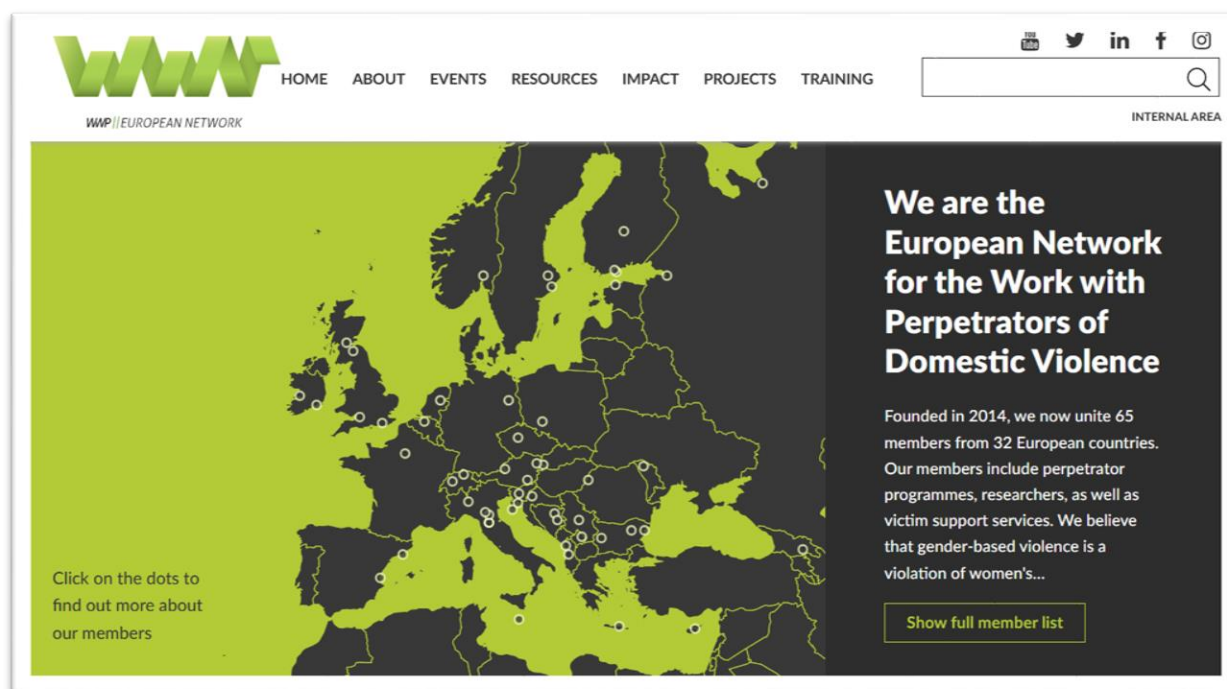 You Tube
HOME ABOUT EVENTS RESOURCES IMPACT PROJECTS TRAINING
WWP||EUROPEAN NETWORK
INTERNAL AREA
We are the
European Network
for the Work with
Perpetrators of
Domestic Violence
Founded in 2014, we now unite 65
members from 32 European countries.
Our members include perpetrator
programmes, researchers, as well as
victim support services. We believe
that gender-based violence is a
violation of women's...
Show full member list
Click on the dots to
find out more about
our members